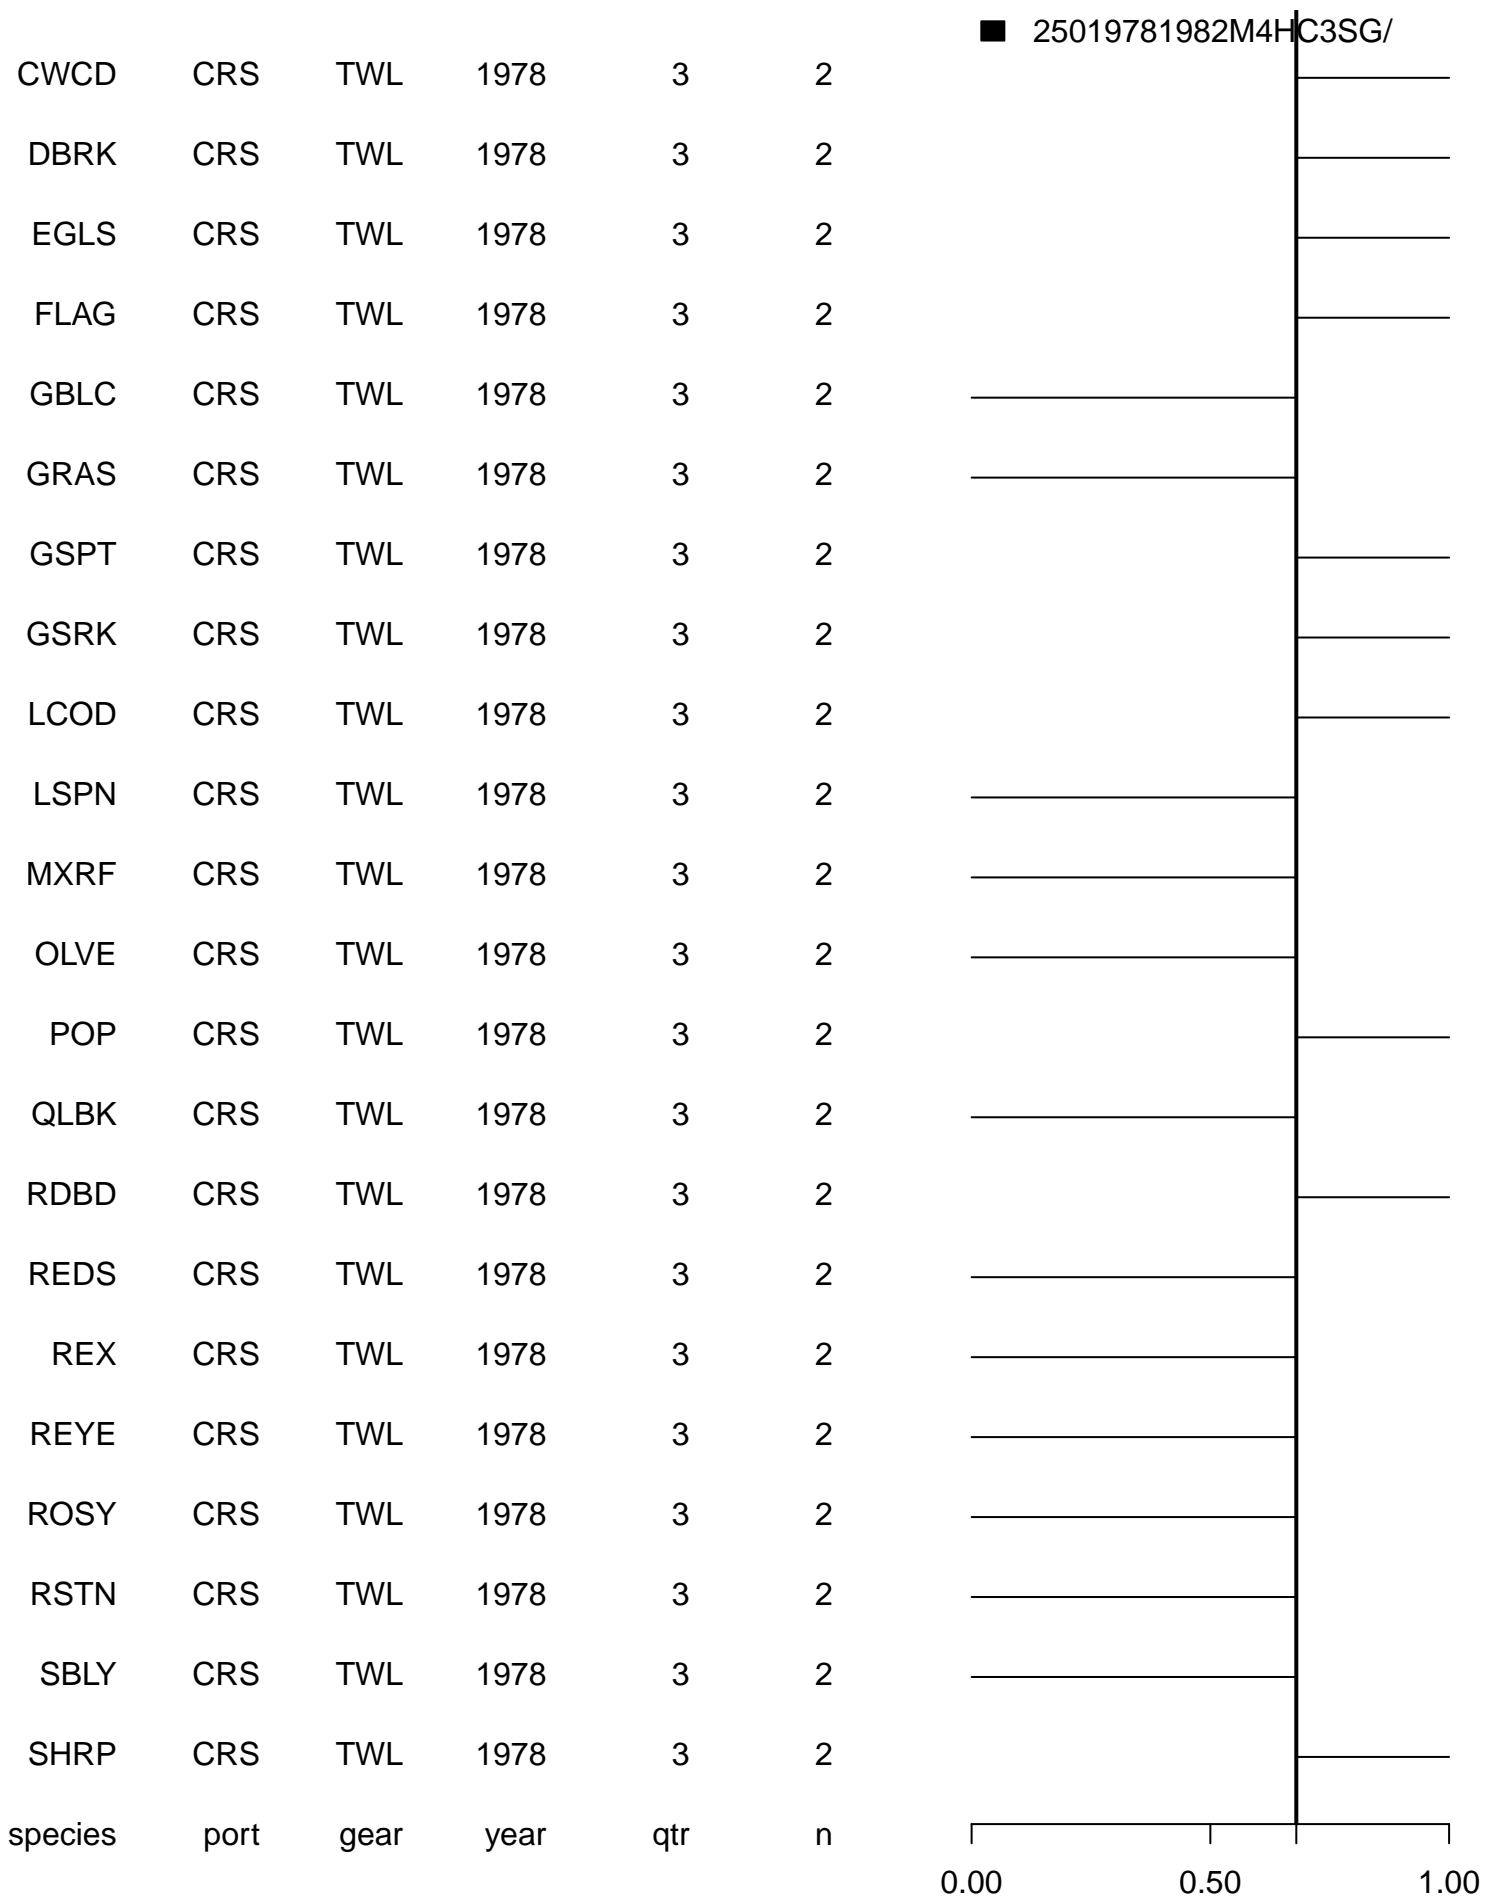 25019781982M4HC3SG/
CWCD CRS TWL 1978 3 2
DBRK CRS TWL 1978 3 2
EGLS CRS TWL 1978 3 2
FLAG CRS TWL 1978 3 2
GBLC CRS TWL 1978 3 2
GRAS CRS TWL 1978 3 2
GSPT CRS TWL 1978 3 2
GSRK CRS TWL 1978 3 2
LCOD CRS TWL 1978 3 2
LSPN CRS TWL 1978 3 2
MXRF CRS TWL 1978 3 2
OLVE CRS TWL 1978 3 2
POP CRS TWL 1978 3 2
QLBK CRS TWL 1978 3 2
RDBD CRS TWL 1978 3 2
REDS CRS TWL 1978 3 2
REX CRS TWL 1978 3 2
REYE CRS TWL 1978 3 2
ROSY CRS TWL 1978 3 2
RSTN CRS TWL 1978 3 2
SBLY CRS TWL 1978 3 2
SHRP CRS TWL 1978 3 2
species port gear year qtr n
0.00 0.50 1.00